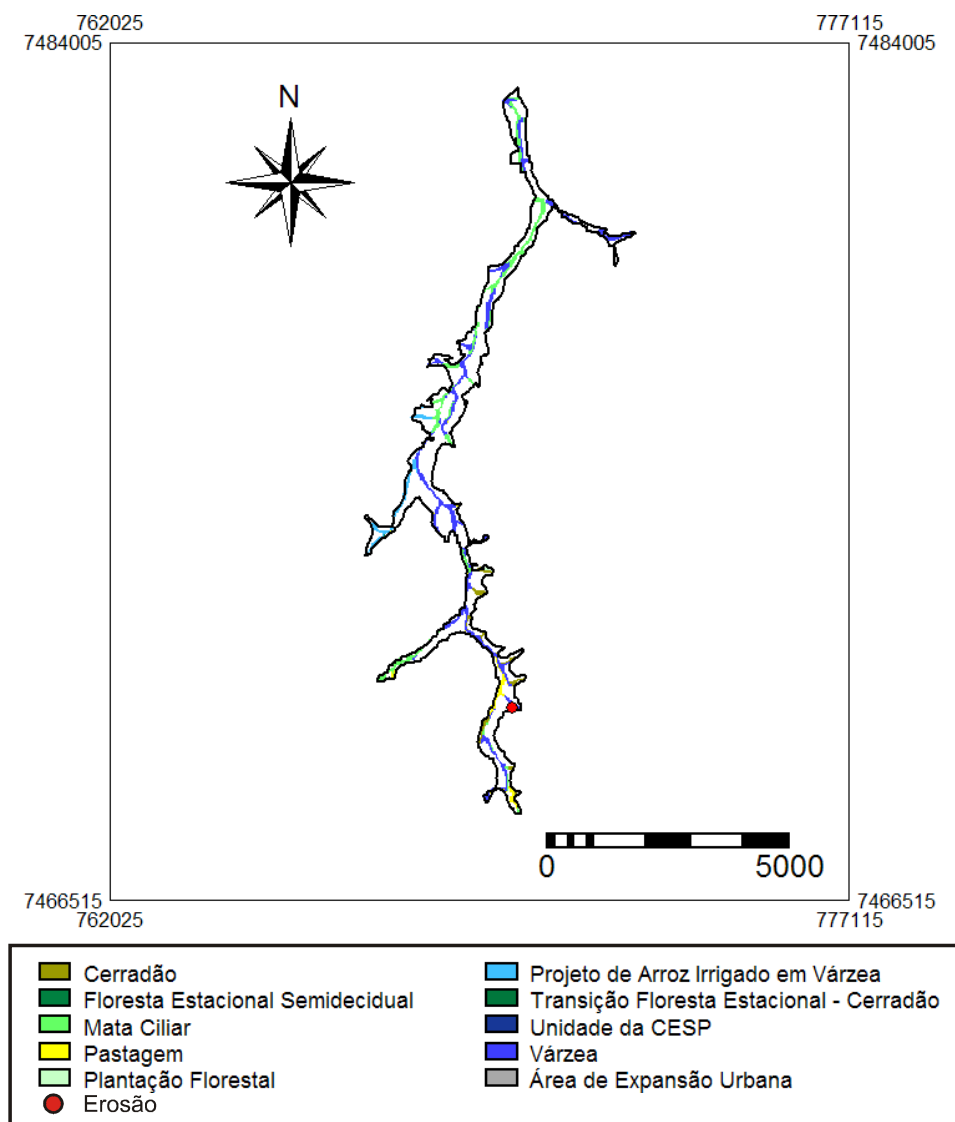 762025 777115
7484005 7484005
N
0 5000
7466515 7466515
762025 777115
Cerradão
Floresta Estacional Semidecidual
Mata Ciliar
Pastagem
Plantação Florestal
Erosão
Projeto de Arroz Irrigado em Várzea
Transição Floresta Estacional - Cerradão
Unidade da CESP
Várzea
Área de Expansão Urbana